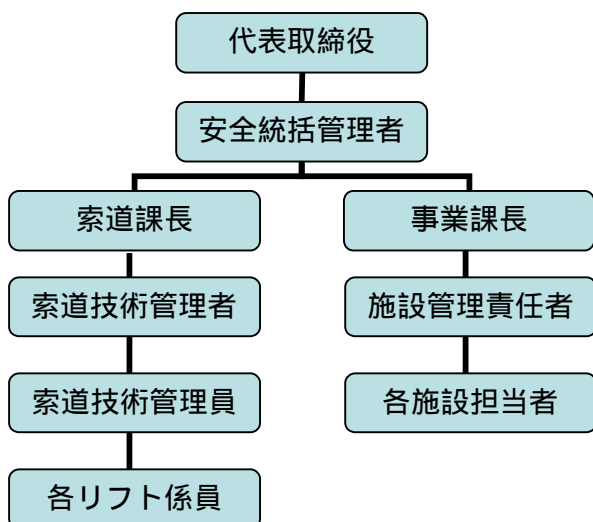 代表取締役
安全統括管理者
索道課長
事業課長
索道技術管理者
施設管理責任者
索道技術管理員
各施設担当者
各リフト係員